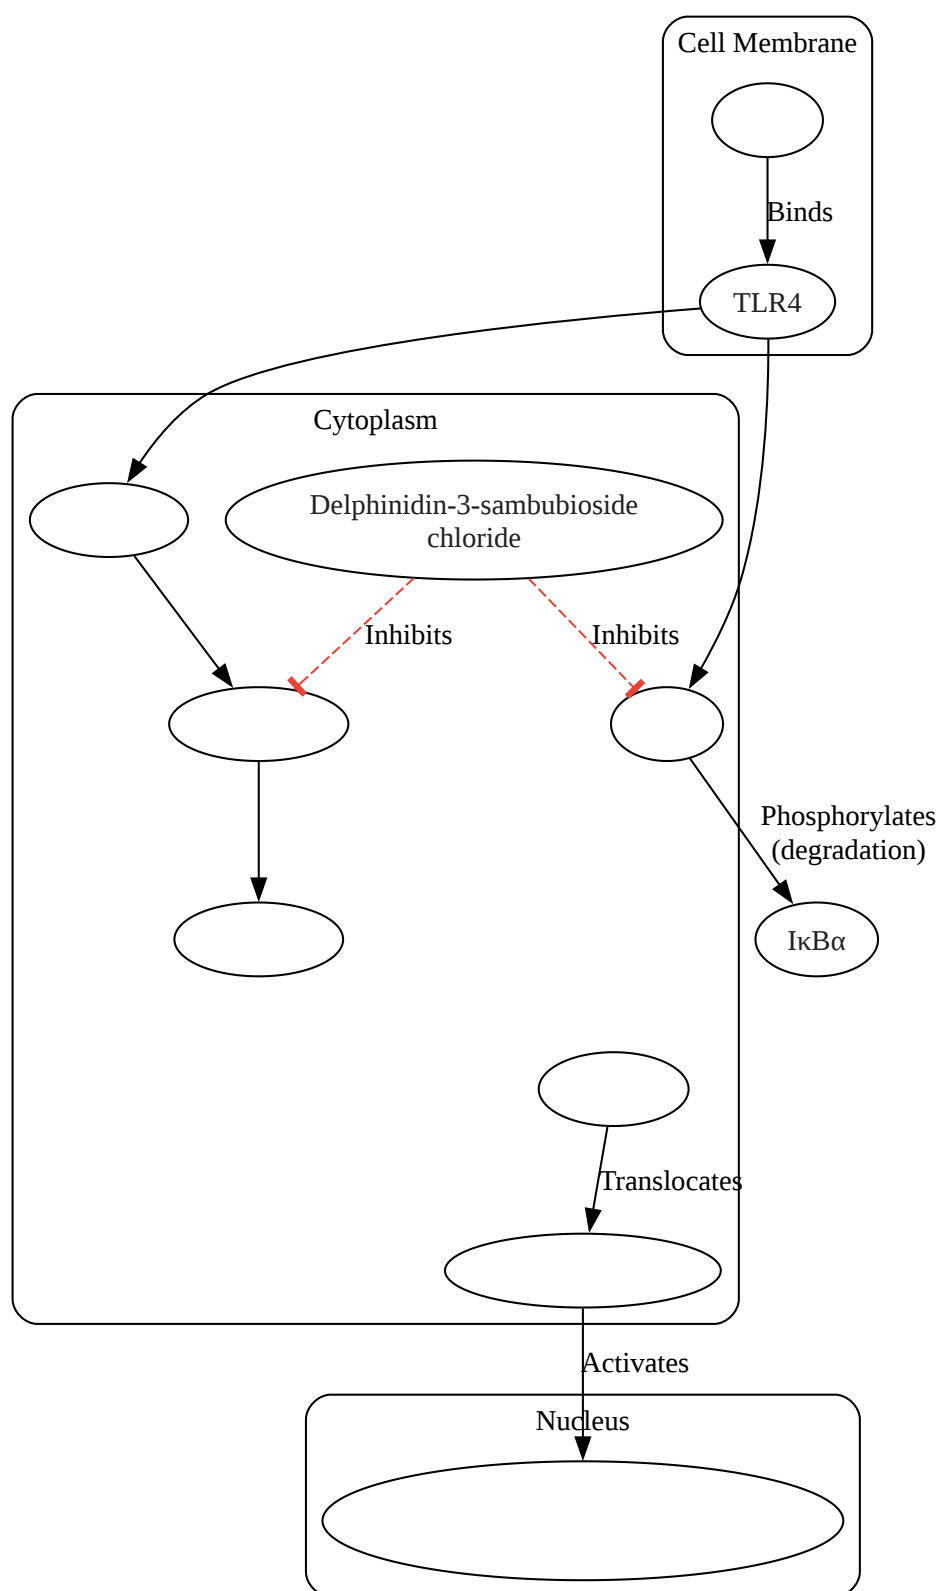 Cell Membrane
Binds
TLR4
Cytoplasm
Delphinidin-3-sambubioside
chloride
Inhibits
Inhibits
Phosphorylates
(degradation)
IκBα
Translocates
Activates
Nucleus